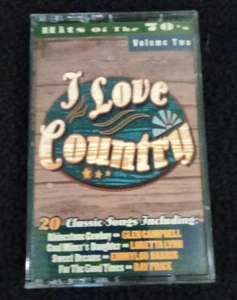 Hits Of The 70's
Volume Two
I Love
Country
20 Classic Songs Including:
Rhinestone Cowboy — GLEN CAMPBELL
Coal Miner's Daughter — LORETTA LYNN
Sweet Dreams — EMMYLOU HARRIS
For The Good Times — RAY PRICE